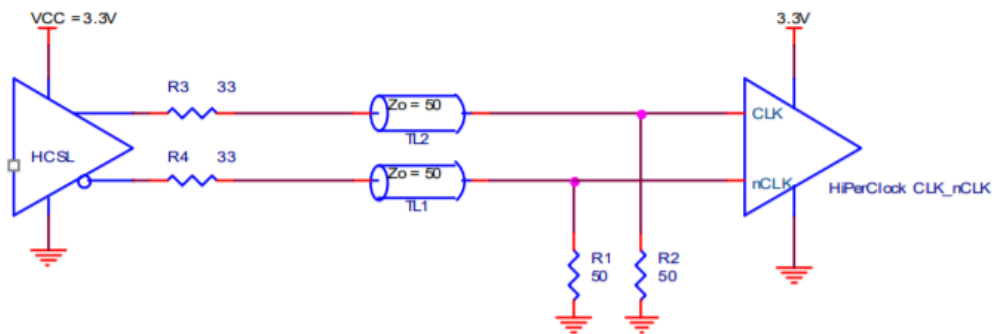 VCC = 3.3V
3.3V
R3 33
Zo = 50
CLK
TL2
HCSL
R4 33
Zo = 50
nCLK
HiPerClock CLK_nCLK
TL1
R1
50
R2
50